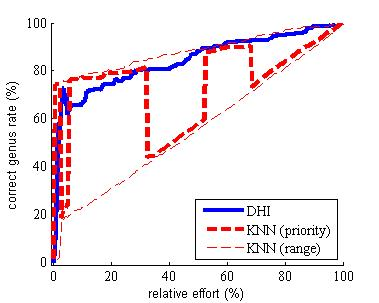 100
80
60
40
20
0
correct genus rate (%)
DHI
KNN (priority)
KNN (range)
0 20 40 60 80 100
relative effort (%)